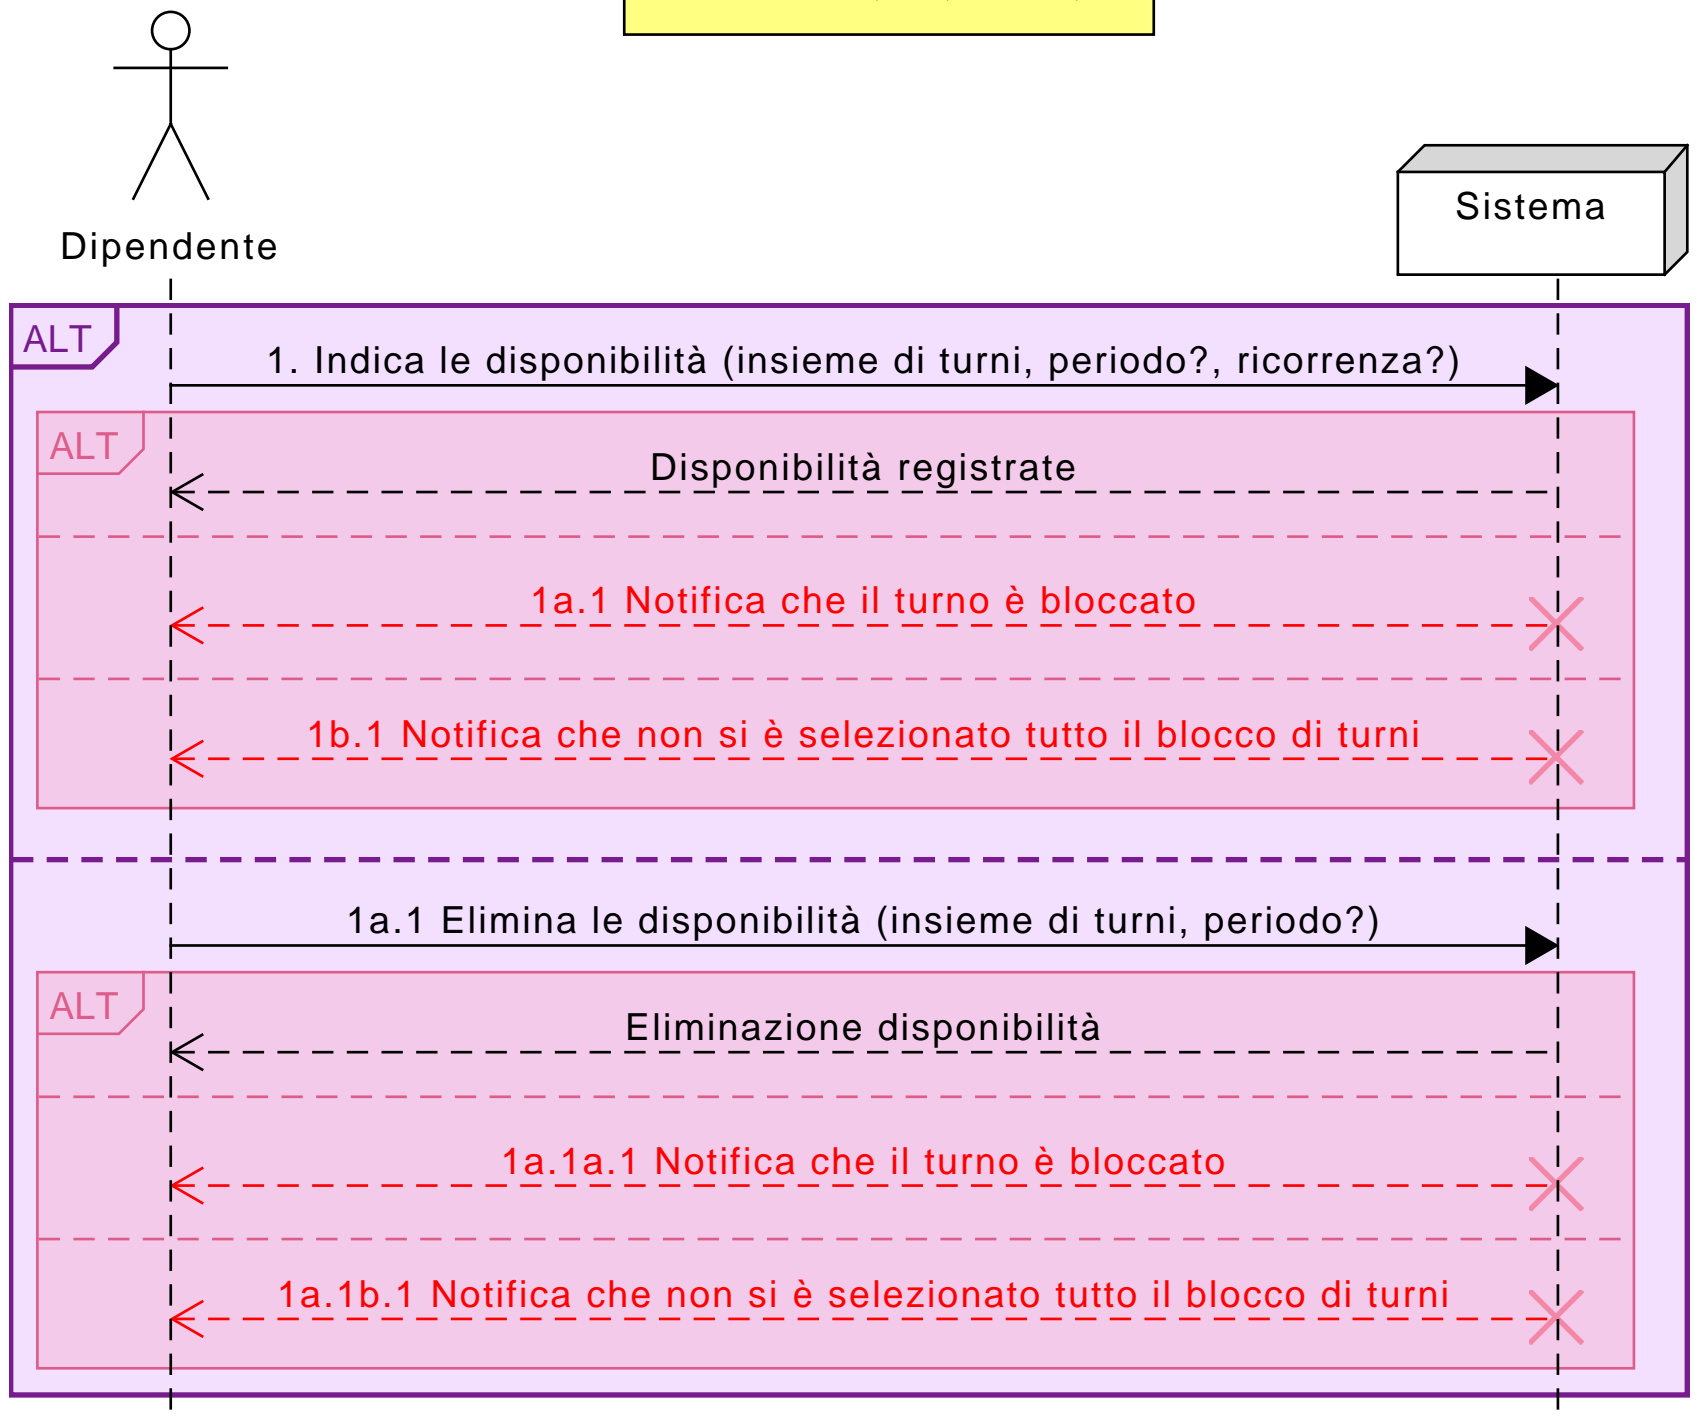 Dipendente
Sistema
ALT
1. Indica le disponibilità (insieme di turni, periodo?, ricorrenza?)
ALT
Disponibilità registrate
1a.1 Notifica che il turno è bloccato
1b.1 Notifica che non si è selezionato tutto il blocco di turni
1a.1 Elimina le disponibilità (insieme di turni, periodo?)
ALT
Eliminazione disponibilità
1a.1a.1 Notifica che il turno è bloccato
1a.1b.1 Notifica che non si è selezionato tutto il blocco di turni